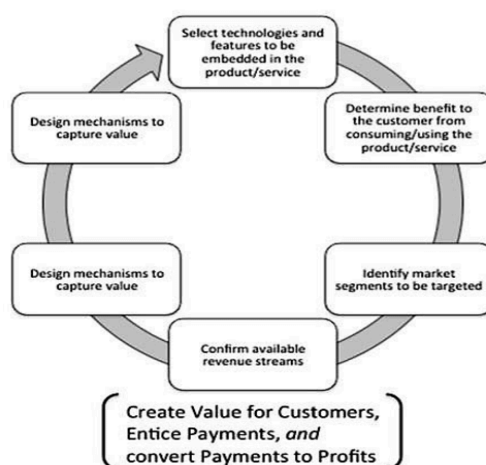 Select technologies and
features to be
embedded in the
product/service
Determine benefit to
the customer from
consuming/using the
product/service
Identify market
segments to be targeted
Confirm available
revenue streams
Design mechanisms to
capture value
Design mechanisms to
capture value
Create Value for Customers,
Entice Payments, and
convert Payments to Profits